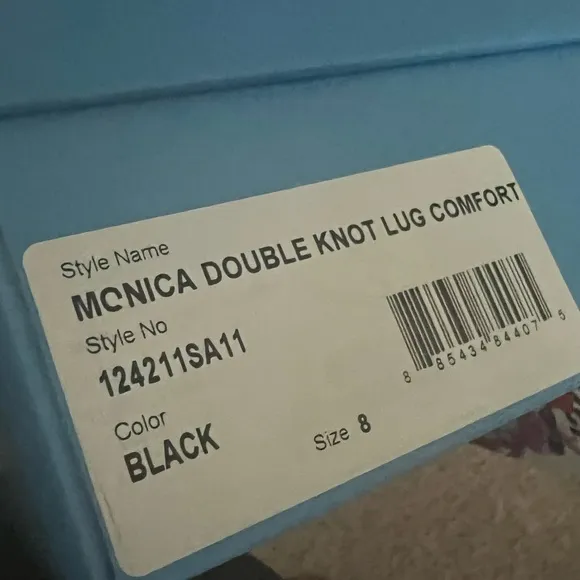 Style Name
MONICA DOUBLE KNOT LUG COMFORT
Style No
124211SA11
Color
BLACK
Size 8
8 85434 84407 5